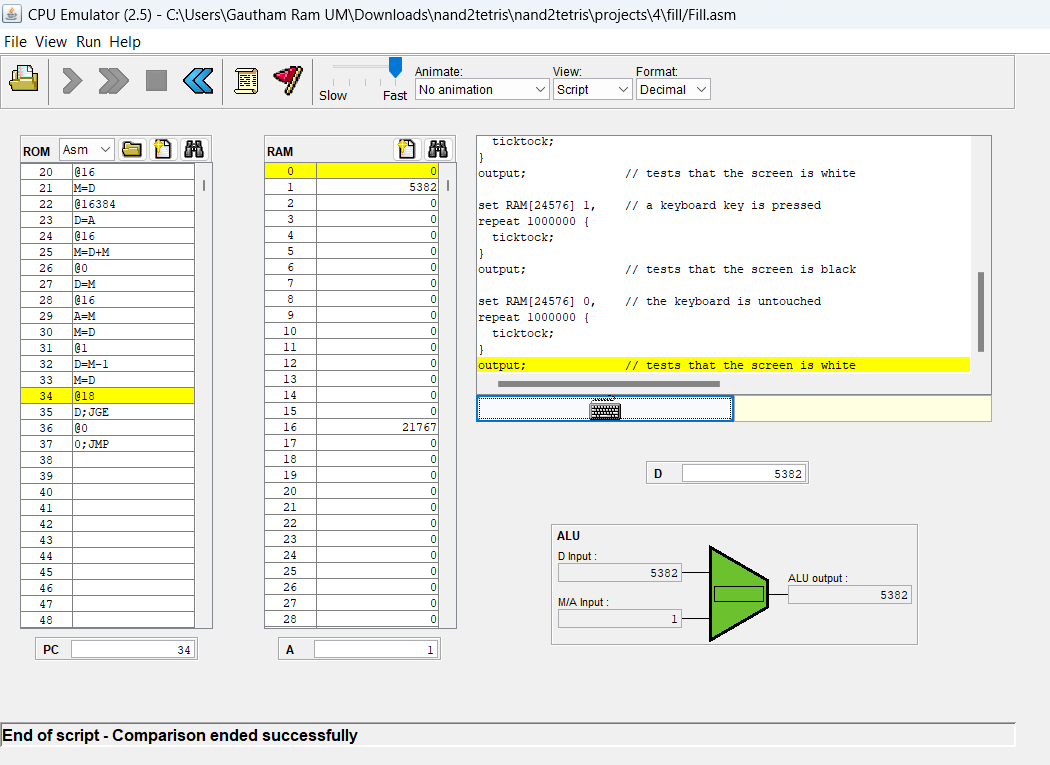 CPU Emulator (2.5) - C:\Users\Gautham Ram UM\Downloads\nand2tetris\nand2tetris\projects\4\fill/Fill.asm
File View Run Help
Slow
Fast
Animate:
No animation
View:
Script
Format:
Decimal
ROM Asm
20 @16
21 M=D
22 @16384
23 D=A
24 @16
25 M=D+M
26 @0
27 D=M
28 @16
29 A=M
30 M=D
31 @1
32 D=M-1
33 M=D
34 @18
35 D;JGE
36 @0
37 0;JMP
38
39
40
41
42
43
44
45
46
47
48
PC 34
RAM
0 0
1 5382
2 0
3 0
4 0
5 0
6 0
7 0
8 0
9 0
10 0
11 0
12 0
13 0
14 0
15 0
16 21767
17 0
18 0
19 0
20 0
21 0
22 0
23 0
24 0
25 0
26 0
27 0
28 0
A 1
ticktock;
}
output; // tests that the screen is white
set RAM[24576] 1, // a keyboard key is pressed
repeat 1000000 {
ticktock;
}
output; // tests that the screen is black
set RAM[24576] 0, // the keyboard is untouched
repeat 1000000 {
ticktock;
}
output; // tests that the screen is white
D 5382
ALU
D Input :
5382
M/A Input :
1
ALU output :
5382
End of script - Comparison ended successfully